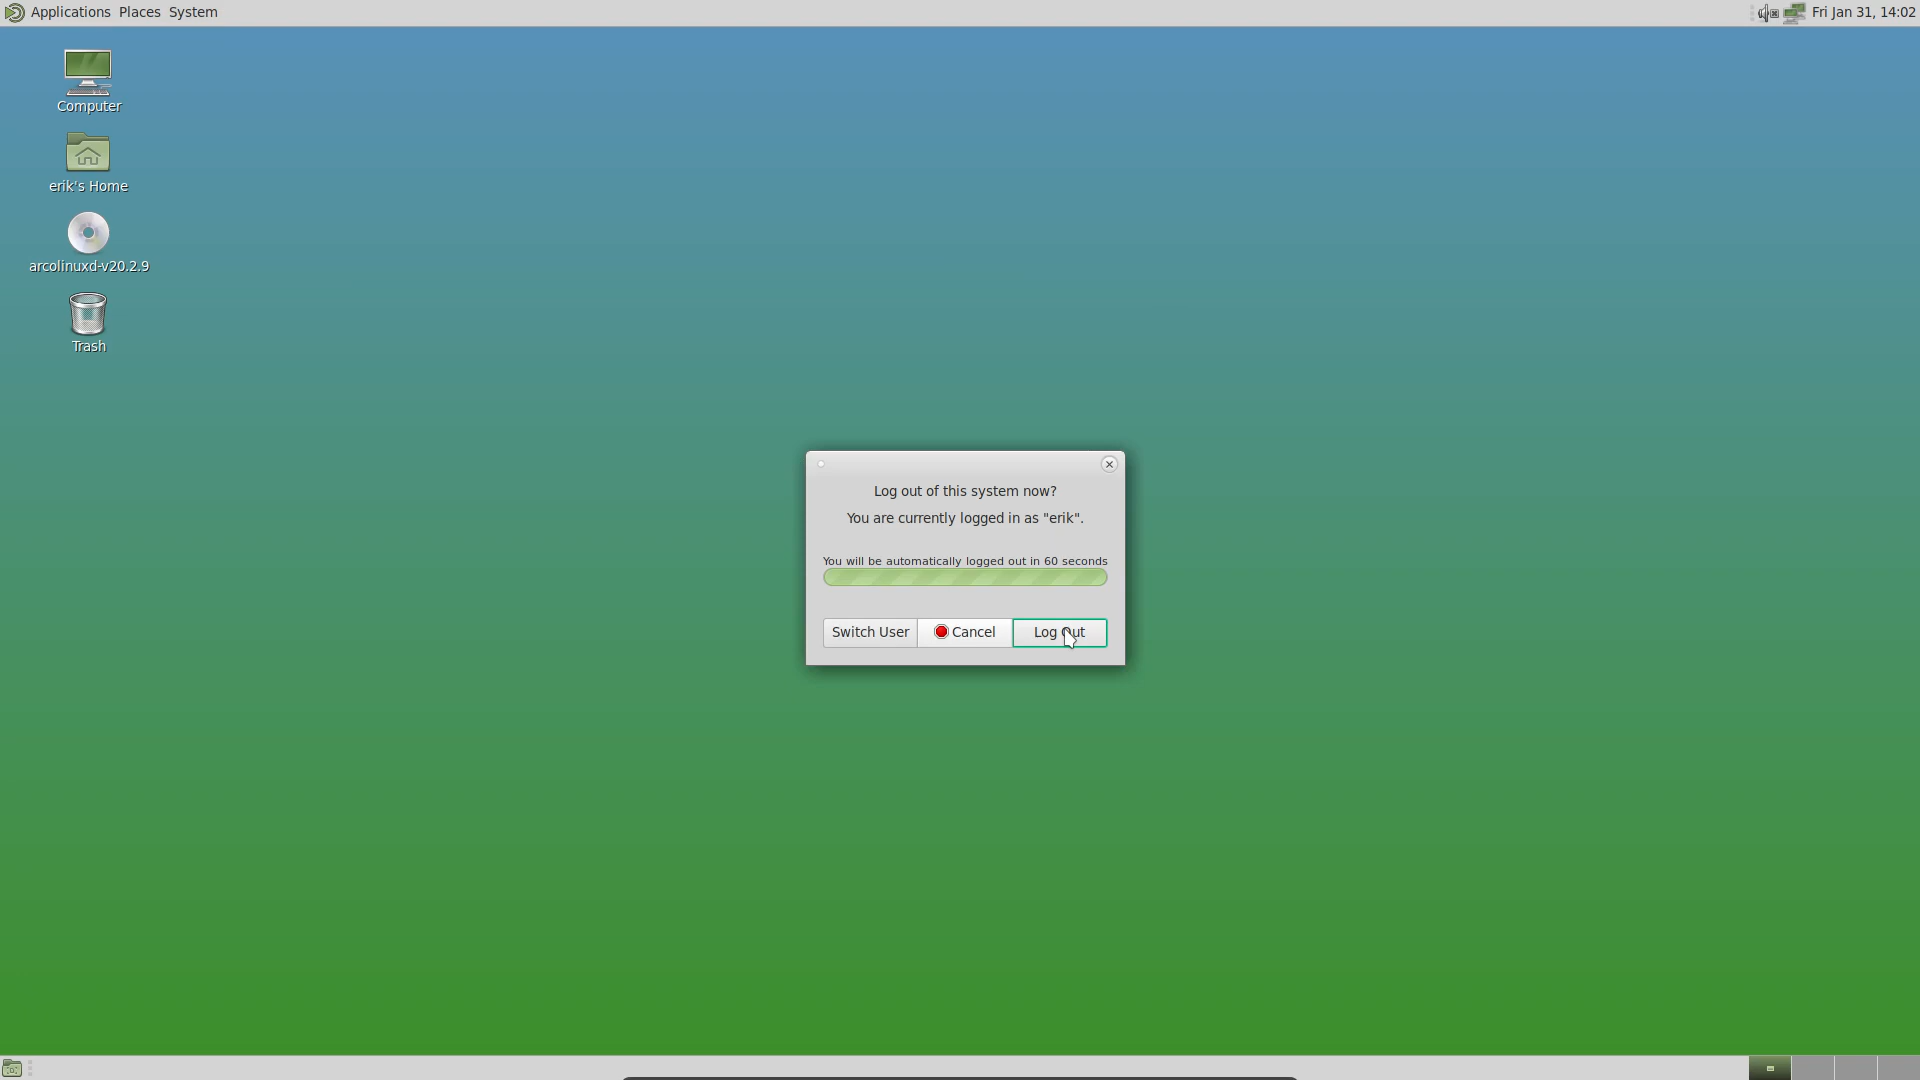 Applications Places System
Fri Jan 31, 14:02
Computer
erik's Home
arcolinuxd-v20.2.9
Trash
Log out of this system now?
You are currently logged in as "erik".
You will be automatically logged out in 60 seconds
Switch User
Cancel
Log Out